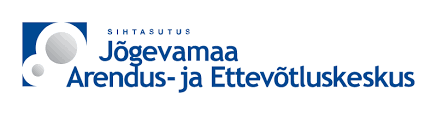 SIHTASUTUS
Jõgevamaa
Arendus- ja Ettevõtluskeskus